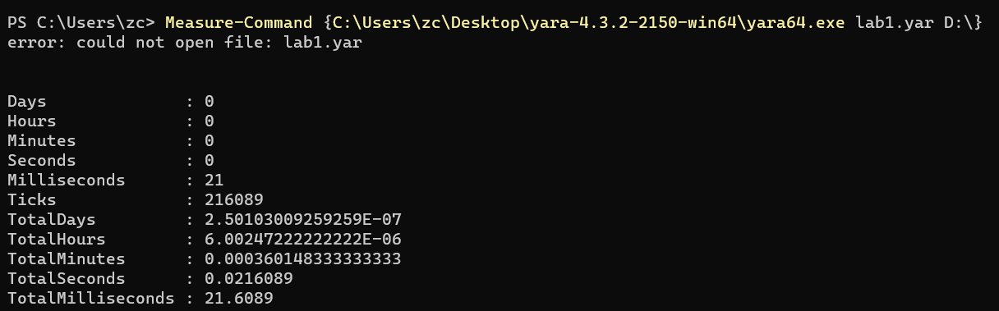 PS C:\Users\zc> Measure-Command {C:\Users\zc\Desktop\yara-4.3.2-2150-win64\yara64.exe lab1.yar D:\}
error: could not open file: lab1.yar
Days              : 0
Hours             : 0
Minutes           : 0
Seconds           : 0
Milliseconds      : 21
Ticks             : 216089
TotalDays         : 2.50103009259259E-07
TotalHours        : 6.00247222222222E-06
TotalMinutes      : 0.000360148333333333
TotalSeconds      : 0.0216089
TotalMilliseconds : 21.6089